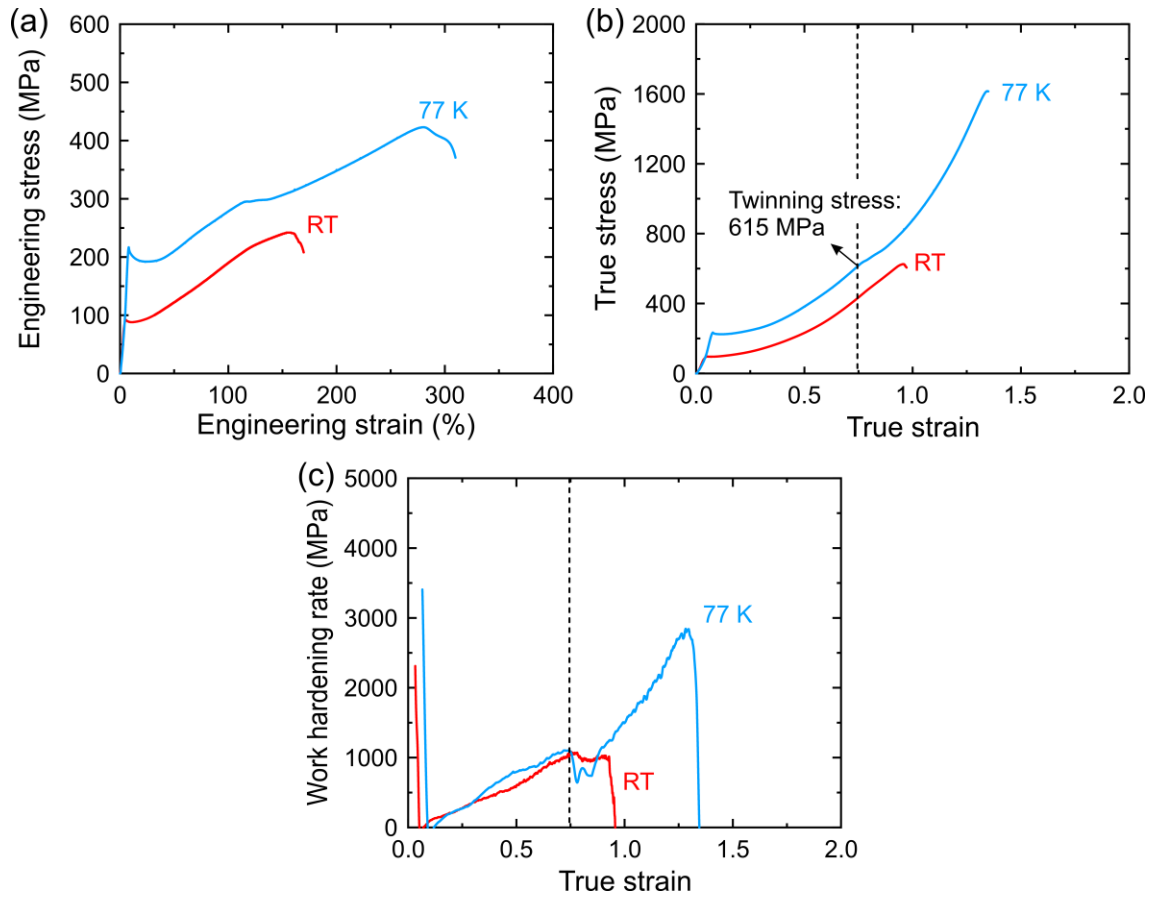 (a)
Engineering stress (MPa)
600
500
400
300
200
100
0
77 K
RT
0 100 200 300 400
Engineering strain (%)
(b)
True stress (MPa)
2000
1600
1200
800
400
0
77 K
Twinning stress:
615 MPa
RT
0.0 0.5 1.0 1.5 2.0
True strain
(c)
Work hardening rate (MPa)
5000
4000
3000
2000
1000
0
77 K
RT
0.0 0.5 1.0 1.5 2.0
True strain